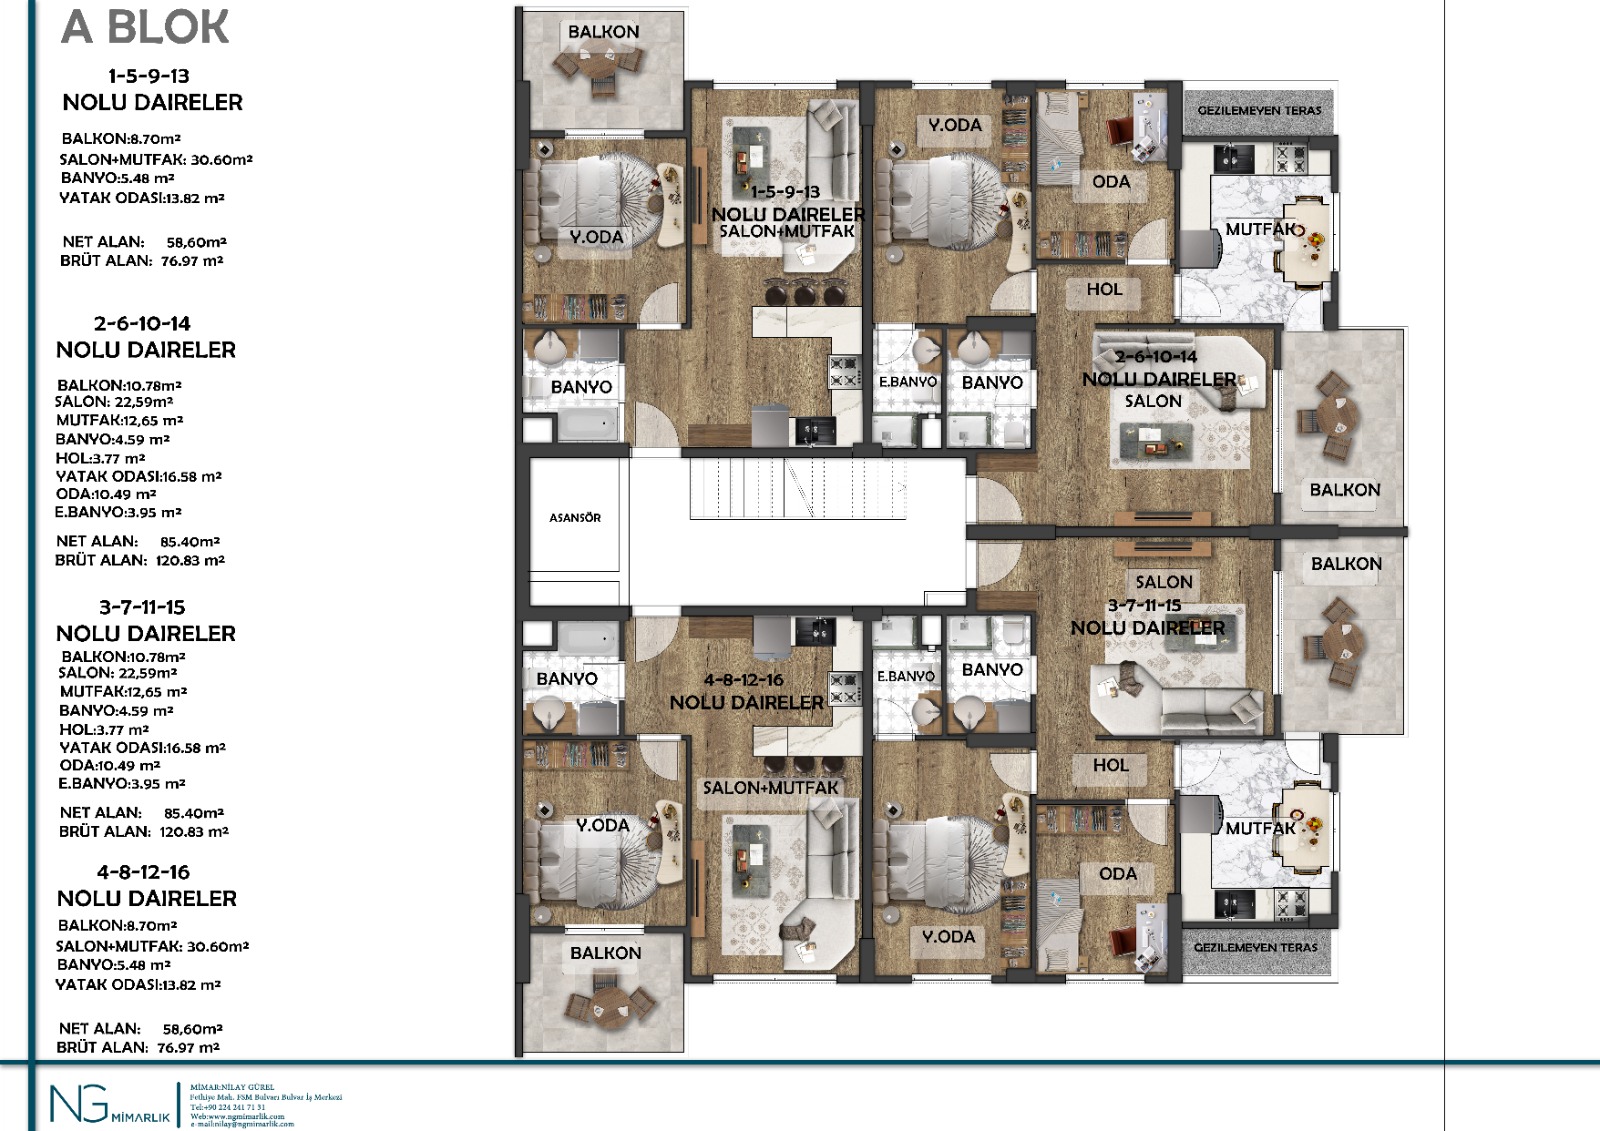 A BLOK
1-5-9-13
NOLU DAIRELER
BALKON:8.70m²
SALON+MUTFAK: 30.60m²
BANYO:5.48 m²
YATAK ODASI:13.82 m²
NET ALAN: 58,60m²
BRÜT ALAN: 76.97 m²
2-6-10-14
NOLU DAIRELER
BALKON:10.78m²
SALON: 22,59m²
MUTFAK:12,65 m²
BANYO:4.59 m²
HOL:3.77 m²
YATAK ODASI:16.58 m²
ODA:10.49 m²
E.BANYO:3.95 m²
NET ALAN: 85.40m²
BRÜT ALAN: 120.83 m²
3-7-11-15
NOLU DAIRELER
BALKON:10.78m²
SALON: 22,59m²
MUTFAK:12,65 m²
BANYO:4.59 m²
HOL:3.77 m²
YATAK ODASI:16.58 m²
ODA:10.49 m²
E.BANYO:3.95 m²
NET ALAN: 85.40m²
BRÜT ALAN: 120.83 m²
4-8-12-16
NOLU DAIRELER
BALKON:8.70m²
SALON+MUTFAK: 30.60m²
BANYO:5.48 m²
YATAK ODASI:13.82 m²
NET ALAN: 58,60m²
BRÜT ALAN: 76.97 m²
BALKON
Y.ODA
1-5-9-13
NOLU DAIRELER
SALON+MUTFAK
BANYO
Y.ODA
ODA
GEZILEMEYEN TERAS
MUTFAK
HOL
E.BANYO
BANYO
2-6-10-14
NOLU DAIRELER
SALON
BALKON
ASANSÖR
BALKON
SALON
3-7-11-15
NOLU DAIRELER
BANYO
E.BANYO
BANYO
4-8-12-16
NOLU DAIRELER
HOL
SALON+MUTFAK
Y.ODA
MUTFAK
ODA
Y.ODA
GEZILEMEYEN TERAS
BALKON
NG MİMARLIK
MİMAR:NİLAY GÜREL
Fethiye Mah. FSM Bulvarı Bulvar İş Merkezi
Tel:+90 224 241 71 31
Web:www.ngmimarlik.com
e-mail:nilay@ngmimarlik.com